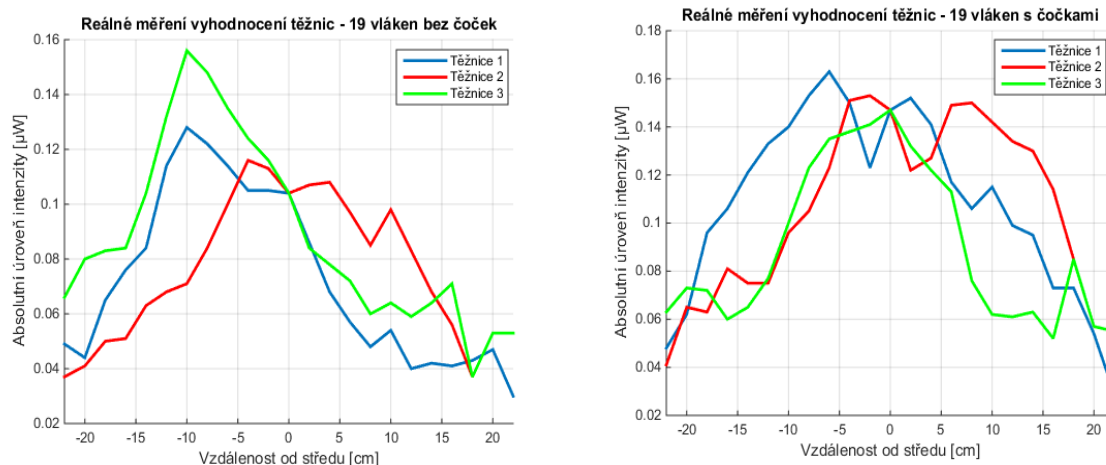 Reálné měření vyhodnocení těžnic - 19 vláken bez čoček
0.16
0.14
0.12
0.1
0.08
0.06
0.04
0.02
Absolutní úroveň intenzity [µW]
Těžnice 1
Těžnice 2
Těžnice 3
-20 -15 -10 -5 0 5 10 15 20
Vzdálenost od středu [cm]
Reálné měření vyhodnocení těžnic - 19 vláken s čočkami
0.18
0.16
0.14
0.12
0.1
0.08
0.06
0.04
0.02
Absolutní úroveň intenzity [µW]
Těžnice 1
Těžnice 2
Těžnice 3
-20 -15 -10 -5 0 5 10 15 20
Vzdálenost od středu [cm]